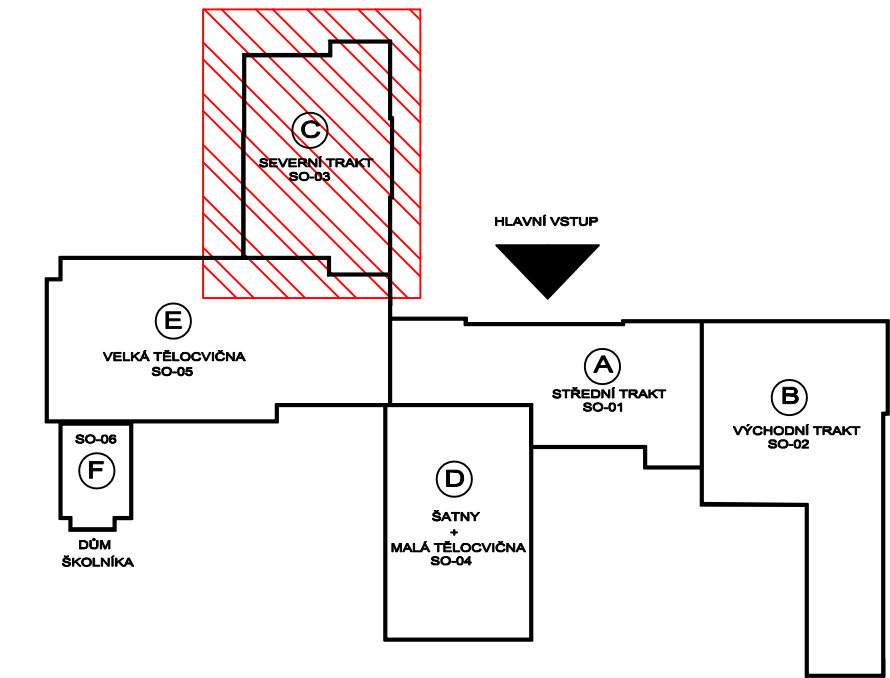 C
SEVERNÍ TRAKT
SO-03
HLAVNÍ VSTUP
E
VELKÁ TĚLOCVIČNA
SO-05
A
STŘEDNÍ TRAKT
SO-01
B
VÝCHODNÍ TRAKT
SO-02
SO-06
F
DŮM
ŠKOLNÍKA
D
ŠATNY
+
MALÁ TĚLOCVIČNA
SO-04